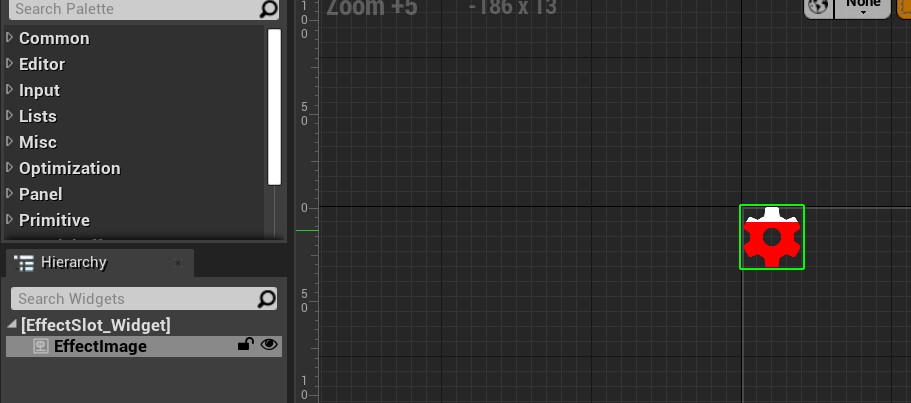 Search Palette
Common
Editor
Input
Lists
Misc
Optimization
Panel
Primitive
Hierarchy
Search Widgets
[EffectSlot_Widget]
EffectImage
Zoom +5
-186 x 13
None
1
0
5
0
0
5
0
1
0